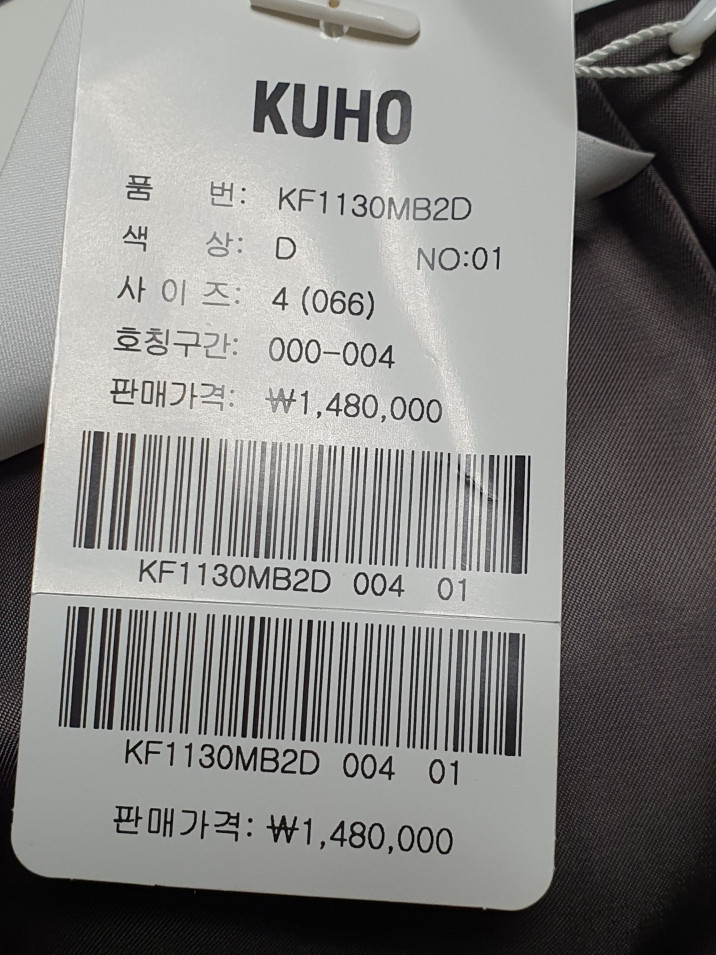 KUHO
품 번: KF1130MB2D
색 상: D NO:01
사이즈: 4 (066)
호칭구간: 000-004
판매가격: ₩1,480,000
KF1130MB2D 004 01
KF1130MB2D 004 01
판매가격: ₩1,480,000